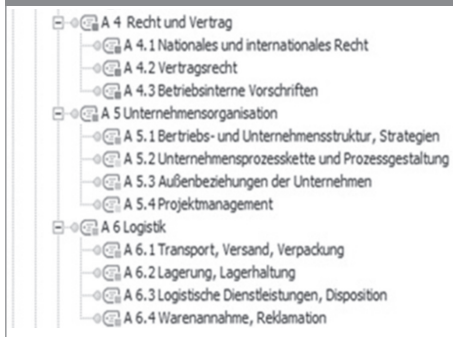 A 4 Recht und Vertrag
A 4.1 Nationales und internationales Recht
A 4.2 Vertragsrecht
A 4.3 Betriebsinterne Vorschriften
A 5 Unternehmensorganisation
A 5.1 Bertriebs- und Unternehmensstruktur, Strategien
A 5.2 Unternehmensprozesskette und Prozessgestaltung
A 5.3 Außenbeziehungen der Unternehmen
A 5.4 Projektmanagement
A 6 Logistik
A 6.1 Transport, Versand, Verpackung
A 6.2 Lagerung, Lagerhaltung
A 6.3 Logistische Dienstleistungen, Disposition
A 6.4 Warenannahme, Reklamation